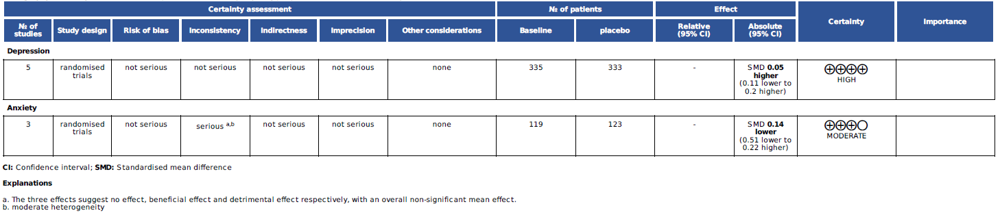 Certainty assessment № of patients Effect Certainty Importance
№ of studies Study design Risk of bias Inconsistency Indirectness Imprecision Other considerations Baseline placebo Relative (95% CI) Absolute (95% CI)
Depression
5 randomised trials not serious not serious not serious not serious none 335 333 - SMD 0.05 higher (0.11 lower to 0.2 higher) ⨁⨁⨁⨁ HIGH
Anxiety
3 randomised trials not serious serious a,b not serious not serious none 119 123 - SMD 0.14 lower (0.51 lower to 0.22 higher) ⨁⨁⨁◯ MODERATE
CI: Confidence interval; SMD: Standardised mean difference
Explanations
a. The three effects suggest no effect, beneficial effect and detrimental effect respectively, with an overall non-significant mean effect.
b. moderate heterogeneity